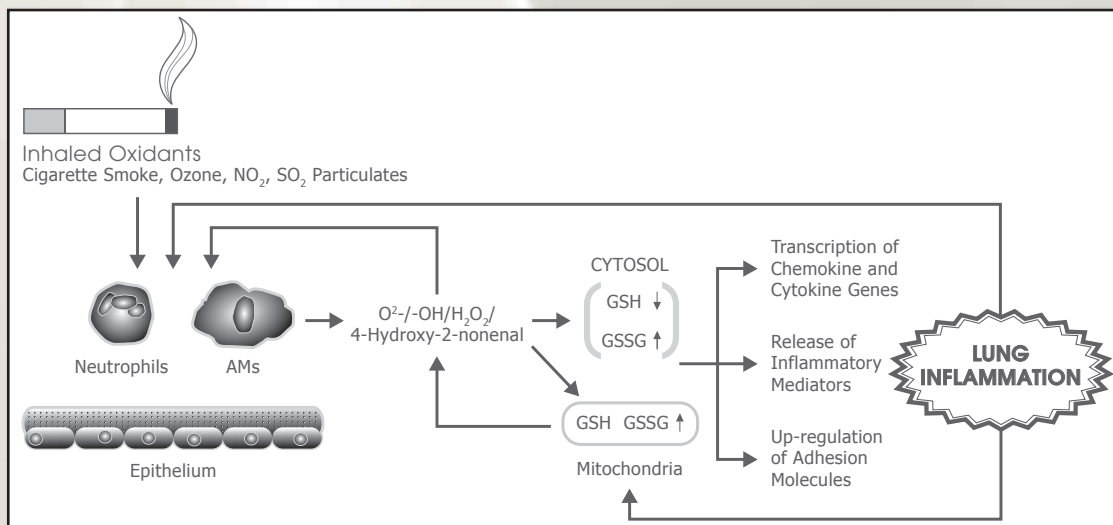 Inhaled Oxidants
Cigarette Smoke, Ozone, NO₂, SO₂ Particulates
Neutrophils
AMs
Epithelium
O²-/-OH/H₂O₂/
4-Hydroxy-2-nonenal
CYTOSOL
GSH
GSSG
GSH GSSG
Mitochondria
Transcription of
Chemokine and
Cytokine Genes
Release of
Inflammatory
Mediators
Up-regulation
of Adhesion
Molecules
LUNG
INFLAMMATION